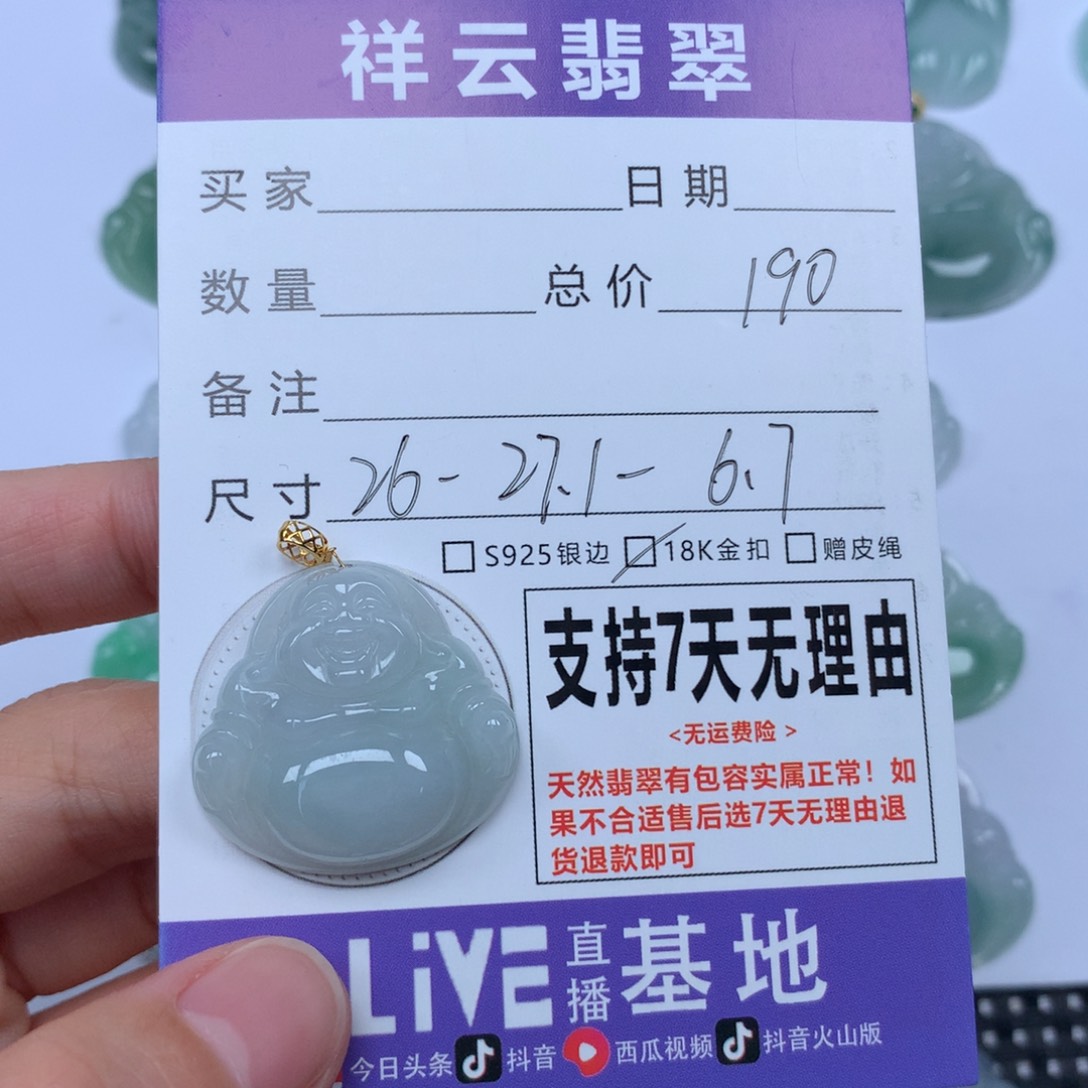 祥云翡翠
买家 日期
数量 总价 190
备注
尺寸 26- 27.1- 6.7
S925银边 18K金扣 赠皮绳
支持7天无理由
<无运费险 >
天然翡翠有包容实属正常！如
果不合适售后选7天无理由退
货退款即可
LiVE 直播 基地
今日头条 抖音 西瓜视频 抖音火山版